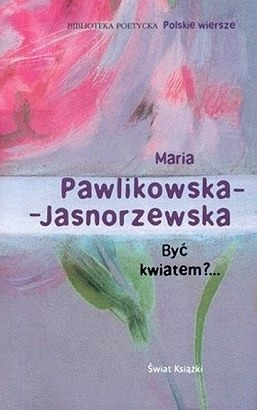 BIBLIOTEKA POETYCKA Polskie wiersze
Maria
Pawlikowska-
-Jasnorzewska
Być
kwiatem?...
Świat Książki